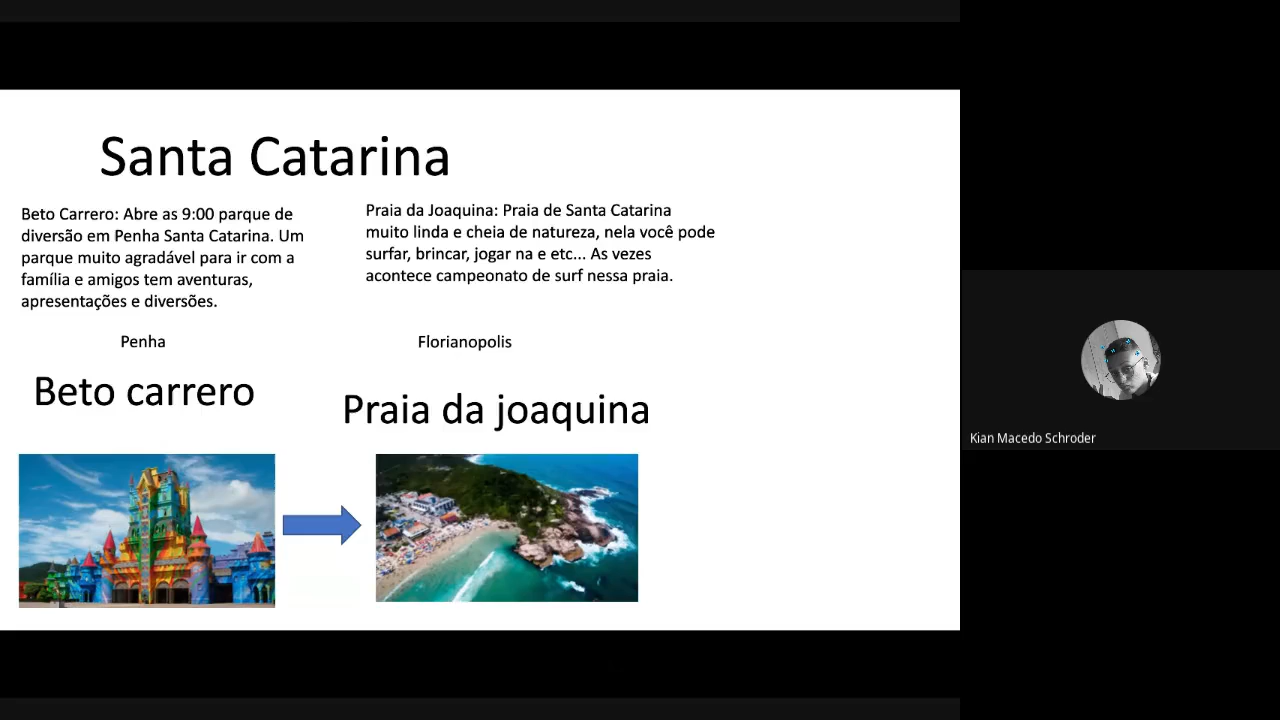 Santa Catarina
Beto Carrero: Abre as 9:00 parque de
diversão em Penha Santa Catarina. Um
parque muito agradável para ir com a
família e amigos tem aventuras,
apresentações e diversões.
Penha
Beto carrero
Praia da Joaquina: Praia de Santa Catarina
muito linda e cheia de natureza, nela você pode
surfar, brincar, jogar na e etc... As vezes
acontece campeonato de surf nessa praia.
Florianopolis
Praia da joaquina
Kian Macedo Schroder